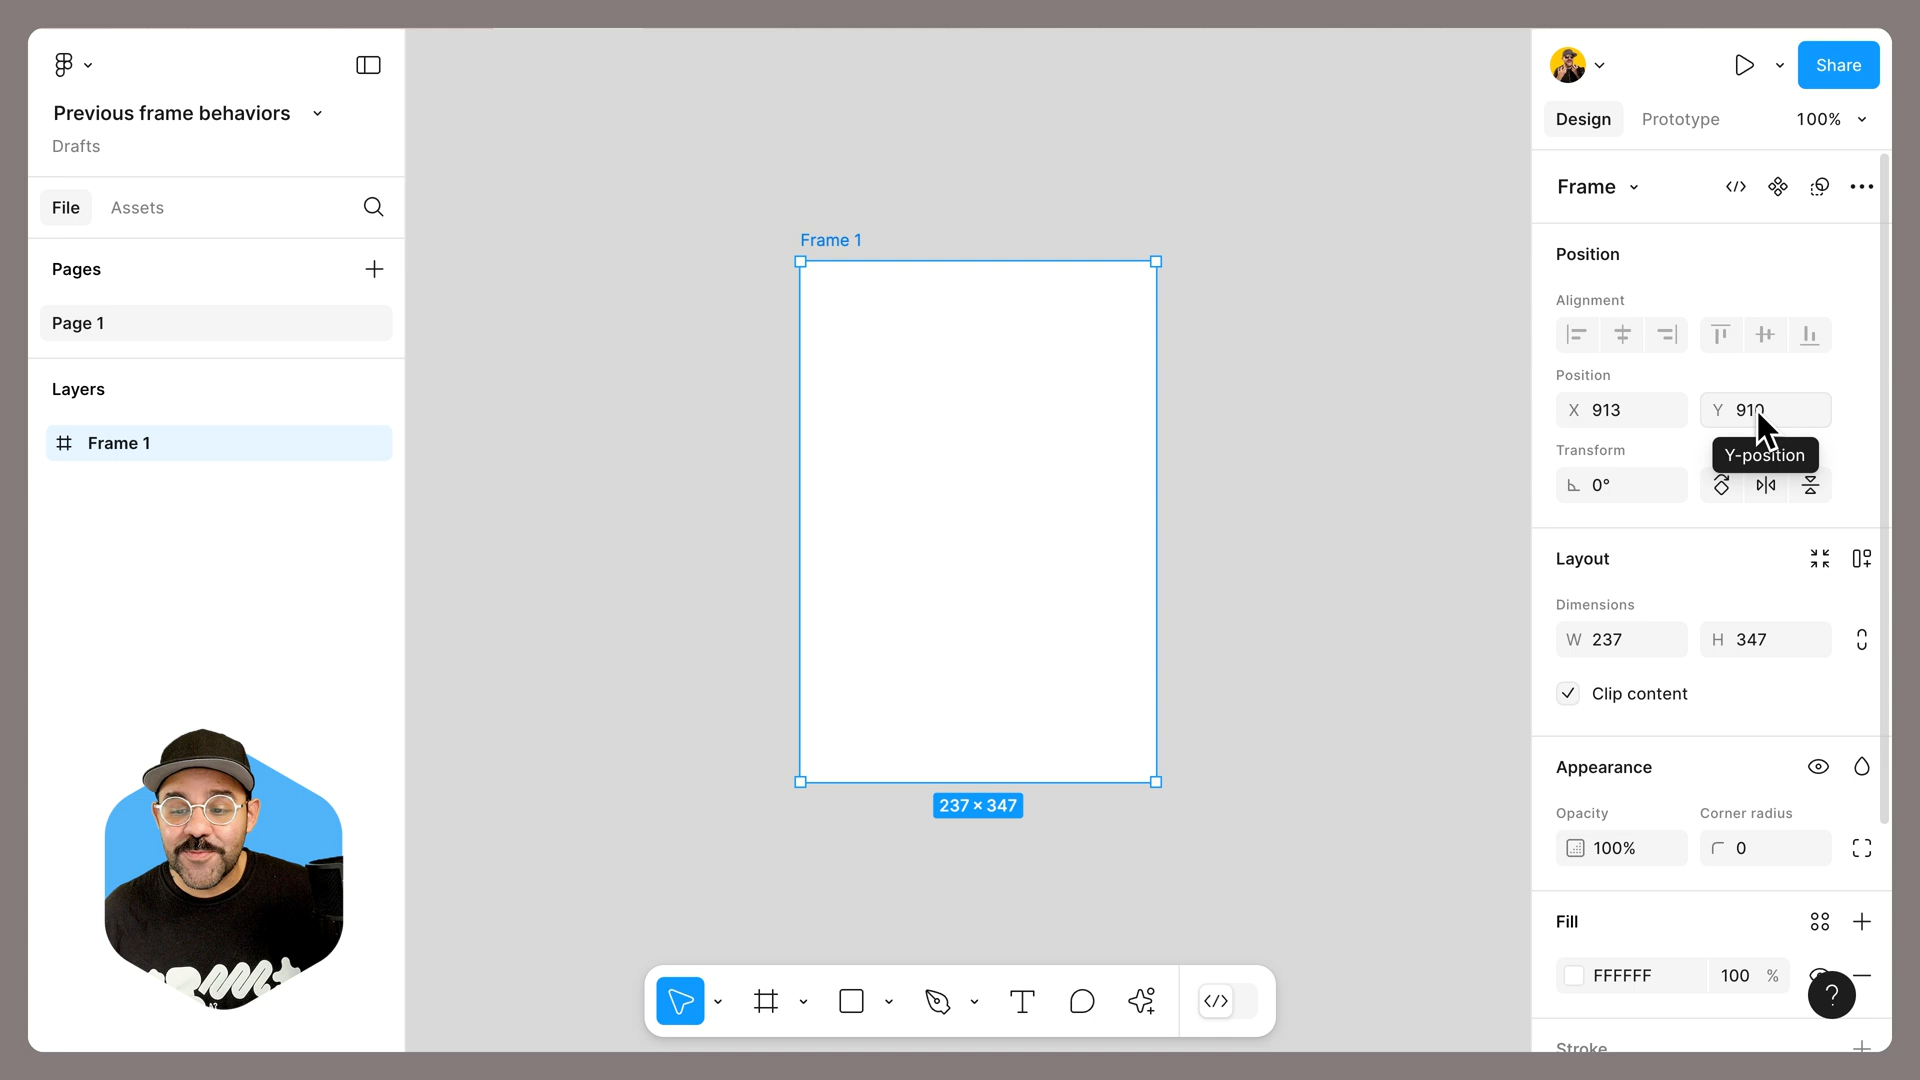 Previous frame behaviors
Drafts
File
Assets
Pages
Page 1
Layers
Frame 1
Frame 1
237 × 347
Share
Design
Prototype
100%
Frame
Position
Alignment
Position
X 913
Y 910
Y-position
Transform
0°
Layout
Dimensions
W 237
H 347
Clip content
Appearance
Opacity
Corner radius
100%
0
Fill
FFFFFF
100 %
?
Stroke